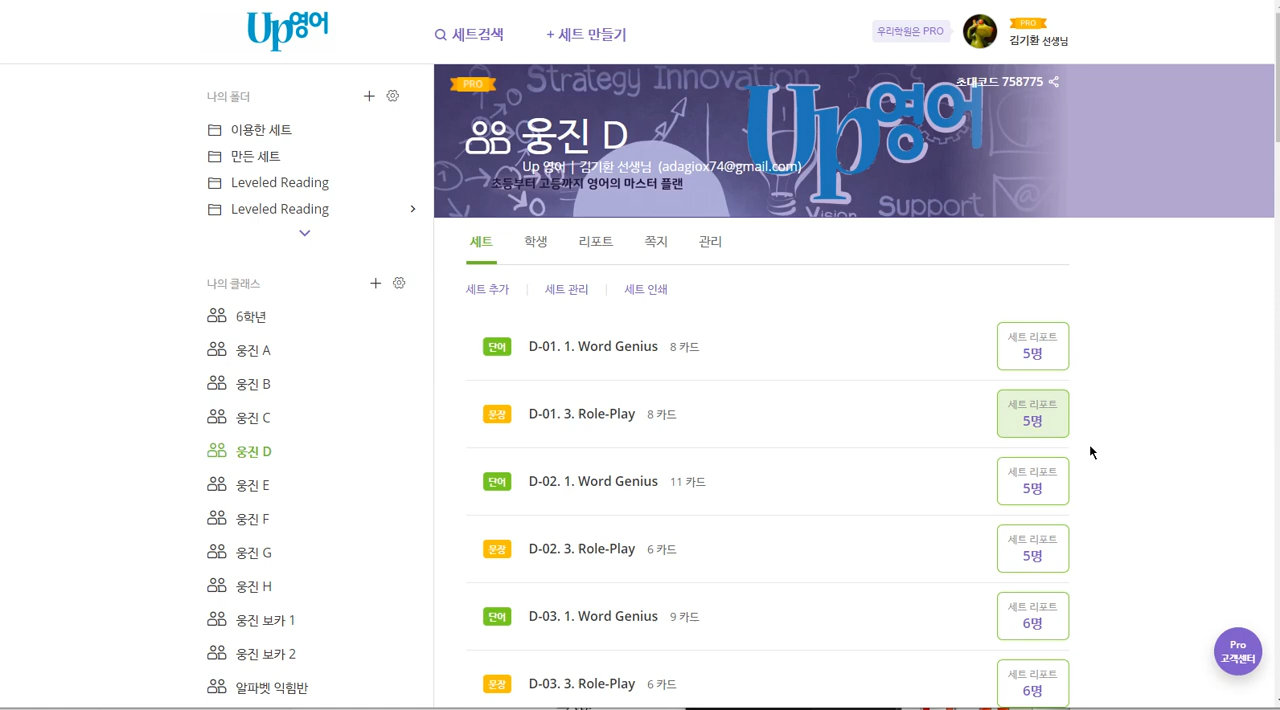 Up영어
세트검색
+ 세트 만들기
우리학원은 PRO
PRO
김기환 선생님
나의 폴더
이용한 세트
만든 세트
Leveled Reading
Leveled Reading
나의 클래스
6학년
웅진 A
웅진 B
웅진 C
웅진 D
웅진 E
웅진 F
웅진 G
웅진 H
웅진 보카 1
웅진 보카 2
알파벳 익힘반
PRO
Strategy Innovation
초대코드 758775
Up영어
웅진 D
Up 영어 | 김기환 선생님 (adagiox74@gmail.com)
초등부터 고등까지 영어의 마스터 플랜
Vision
Support
세트 학생 리포트 쪽지 관리
세트 추가 | 세트 관리 | 세트 인쇄
단어 D-01. 1. Word Genius 8 카드
세트 리포트
5명
문장 D-01. 3. Role-Play 8 카드
세트 리포트
5명
단어 D-02. 1. Word Genius 11 카드
세트 리포트
5명
문장 D-02. 3. Role-Play 6 카드
세트 리포트
5명
단어 D-03. 1. Word Genius 9 카드
세트 리포트
6명
문장 D-03. 3. Role-Play 6 카드
세트 리포트
6명
Pro
고객센터